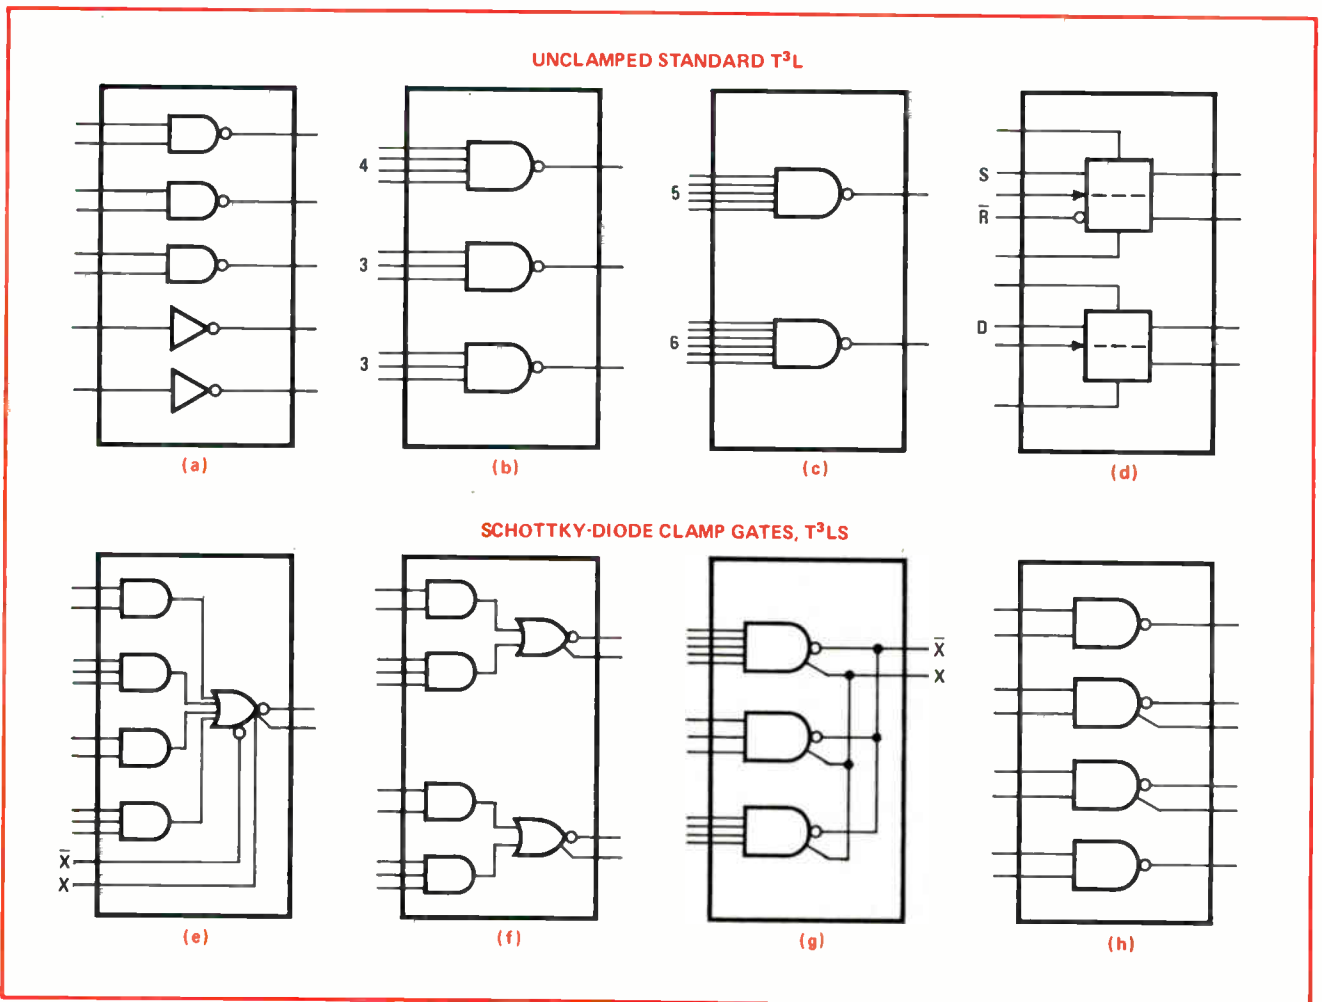 UNCLAMPED STANDARD T³L
4
3
3
5
6
S
R̅
D
(a)
(b)
(c)
(d)
SCHOTTKY-DIODE CLAMP GATES, T³LS
X̅
X
X̅
X
(e)
(f)
(g)
(h)